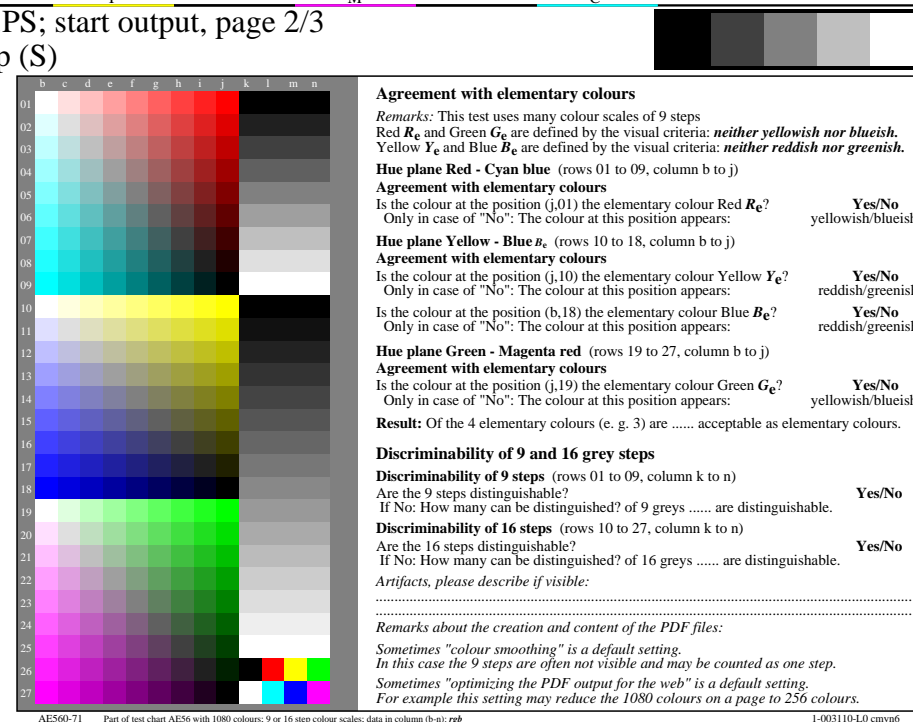 M
C
PS; start output, page 2/3
p (S)
b c d e f g h i j k l m n
01
02
03
04
05
06
07
08
09
10
11
12
13
14
15
16
17
18
19
20
21
22
23
24
25
26
27
Agreement with elementary colours
Remarks: This test uses many colour scales of 9 steps
Red Re and Green Ge are defined by the visual criteria: neither yellowish nor blueish.
Yellow Ye and Blue Be are defined by the visual criteria: neither reddish nor greenish.
Hue plane Red - Cyan blue (rows 01 to 09, column b to j)
Agreement with elementary colours
Is the colour at the position (j,01) the elementary colour Red Re? Yes/No
Only in case of "No": The colour at this position appears: yellowish/blueish
Hue plane Yellow - Blue Be (rows 10 to 18, column b to j)
Agreement with elementary colours
Is the colour at the position (j,10) the elementary colour Yellow Ye? Yes/No
Only in case of "No": The colour at this position appears: reddish/greenish
Is the colour at the position (b,18) the elementary colour Blue Be? Yes/No
Only in case of "No": The colour at this position appears: reddish/greenish
Hue plane Green - Magenta red (rows 19 to 27, column b to j)
Agreement with elementary colours
Is the colour at the position (j,19) the elementary colour Green Ge? Yes/No
Only in case of "No": The colour at this position appears: yellowish/blueish
Result: Of the 4 elementary colours (e. g. 3) are ...... acceptable as elementary colours.
Discriminability of 9 and 16 grey steps
Discriminability of 9 steps (rows 01 to 09, column k to n)
Are the 9 steps distinguishable? Yes/No
If No: How many can be distinguished? of 9 greys ...... are distinguishable.
Discriminability of 16 steps (rows 10 to 27, column k to n)
Are the 16 steps distinguishable? Yes/No
If No: How many can be distinguished? of 16 greys ...... are distinguishable.
Artifacts, please describe if visible:
Remarks about the creation and content of the PDF files:
Sometimes "colour smoothing" is a default setting.
In this case the 9 steps are often not visible and may be counted as one step.
Sometimes "optimizing the PDF output for the web" is a default setting.
For example this setting may reduce the 1080 colours on a page to 256 colours.
AE560-71 Part of test chart AE56 with 1080 colours; 9 or 16 step colour scales; data in column (b-n): rgb 1-003110-L0 cmyn6